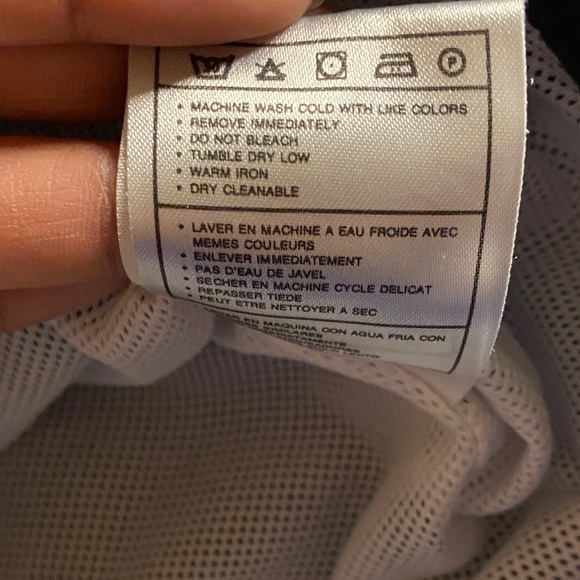 30
P
• MACHINE WASH COLD WITH LIKE COLORS
• REMOVE IMMEDIATELY
• DO NOT BLEACH
• TUMBLE DRY LOW
• WARM IRON
• DRY CLEANABLE
• LAVER EN MACHINE A EAU FROIDE AVEC
MEMES COULEURS
• ENLEVER IMMEDIATEMENT
• PAS D'EAU DE JAVEL
• SECHER EN MACHINE CYCLE DELICAT
• REPASSER TIEDE
• PEUT ETRE NETTOYER A SEC
EN MAQUINA CON AGUA FRIA CON
SIMILARES